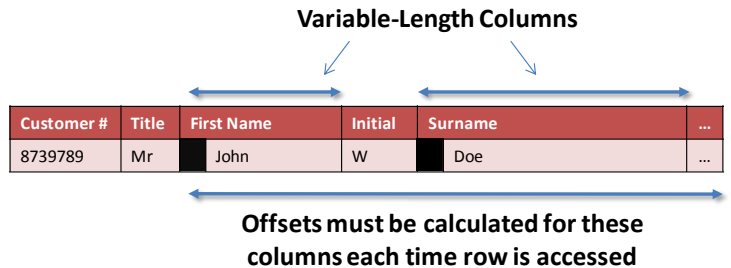 Variable-Length Columns
Customer # Title First Name Initial Surname ...
8739789 Mr John W Doe ...
Offsets must be calculated for these
columns each time row is accessed